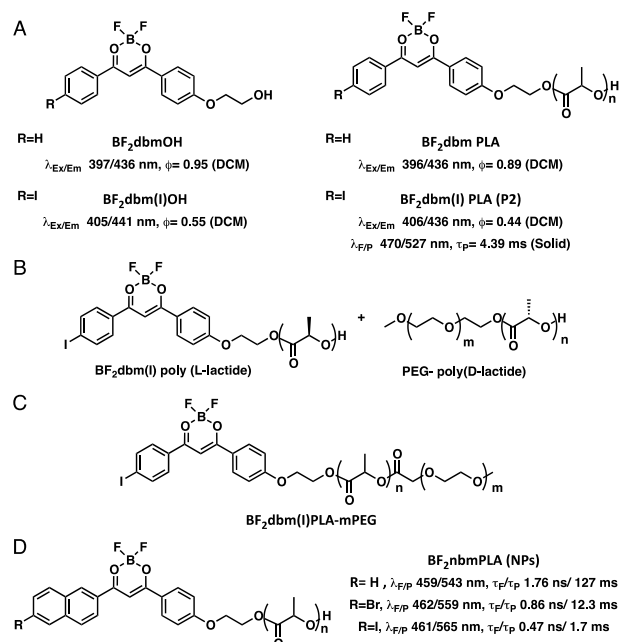 A
F F
B
O O
R
O
OH
R=H BF2dbmOH
λEx/Em 397/436 nm, ϕ= 0.95 (DCM)
R=I BF2dbm(I)OH
λEx/Em 405/441 nm, ϕ= 0.55 (DCM)
F F
B
O O
R
O
O
O
O
H
n
R=H BF2dbm PLA
λEx/Em 396/436 nm, ϕ= 0.89 (DCM)
R=I BF2dbm(I) PLA (P2)
λEx/Em 406/436 nm, ϕ= 0.44 (DCM)
λF/P 470/527 nm, τP= 4.39 ms (Solid)
B
F F
B
O O
I
O
O
O
O
H
n
BF2dbm(I) poly (L-lactide)
+
O
O
m
O
O
O
H
n
PEG- poly(D-lactide)
C
F F
B
O O
I
O
O
O
O
n
O
O
m
BF2dbm(I)PLA-mPEG
D
F F
B
O O
R
O
O
O
O
H
n
BF2nbmPLA (NPs)
R= H , λF/P 459/543 nm, τF/τP 1.76 ns/ 127 ms
R=Br, λF/P 462/559 nm, τF/τP 0.86 ns/ 12.3 ms
R=I, λF/P 461/565 nm, τF/τP 0.47 ns/ 1.7 ms